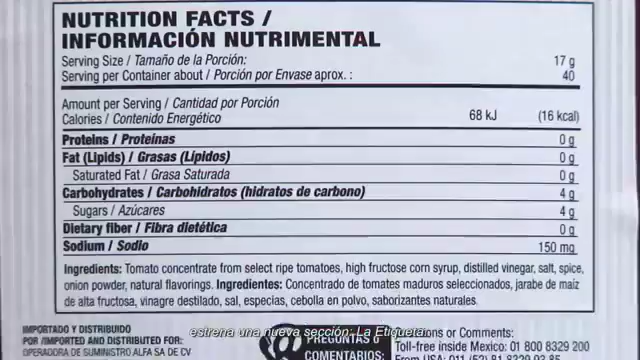 NUTRITION FACTS /
INFORMACIÓN NUTRIMENTAL
Serving Size / Tamaño de la Porción: 17 g
Serving per Container about / Porción por Envase aprox. : 40
Amount per Serving / Cantidad por Porción
Calories / Contenido Energético 68 kJ (16 kcal)
Proteins / Proteínas 0 g
Fat (Lipids) / Grasas (Lípidos) 0 g
Saturated Fat / Grasa Saturada 0 g
Carbohydrates / Carbohidratos (hidratos de carbono) 4 g
Sugars / Azúcares 4 g
Dietary fiber / Fibra dietética 0 g
Sodium / Sodio 150 mg
Ingredients: Tomato concentrate from select ripe tomatoes, high fructose corn syrup, distilled vinegar, salt, spice,
onion powder, natural flavorings. Ingredientes: Concentrado de tomates maduros seleccionados, jarabe de maíz
de alta fructosa, vinagre destilado, sal, especias, cebolla en polvo, saborizantes naturales.
IMPORTADO Y DISTRIBUIDO
POR /IMPORTED AND DISTRIBUTED FOR:
OPERADORA DE SUMINISTRO ALFA SA DE CV
estrena una nueva sección: La Etiqueta.
PREGUNTAS O
COMENTARIOS:
or Comments:
Toll-free inside Mexico: 01 800 8329 200
From USA: 011 (52) 81 8329